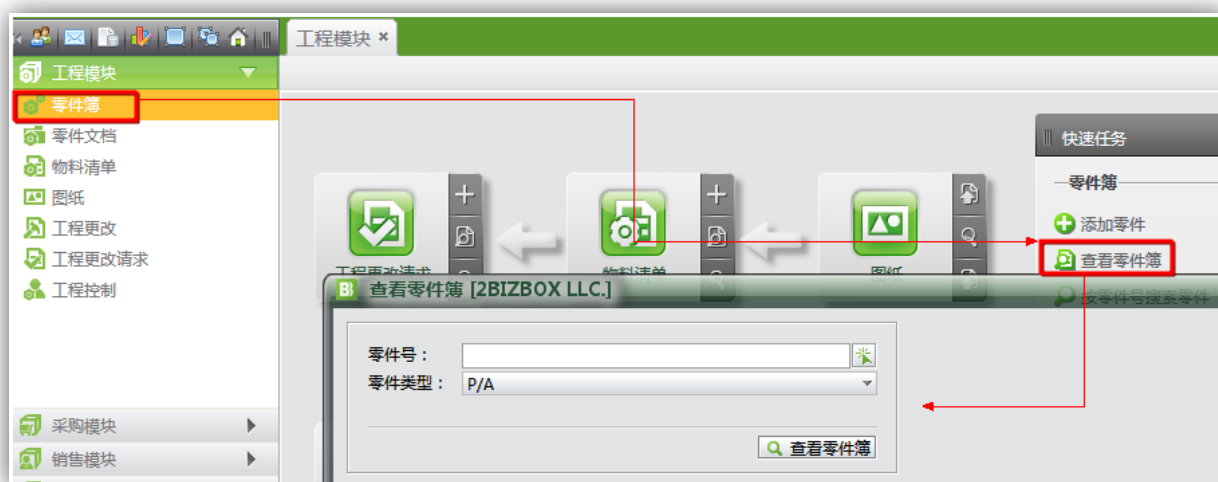 工程模块
工程模块
零件簿
零件文档
物料清单
图纸
工程更改
工程更改请求
工程控制
采购模块
销售模块
工程更改请求
物料清单
图纸
快速任务
零件簿
添加零件
查看零件簿
按零件号搜索零件
查看零件簿 [2BIZBOX LLC.]
零件号：
零件类型： P/A
查看零件簿